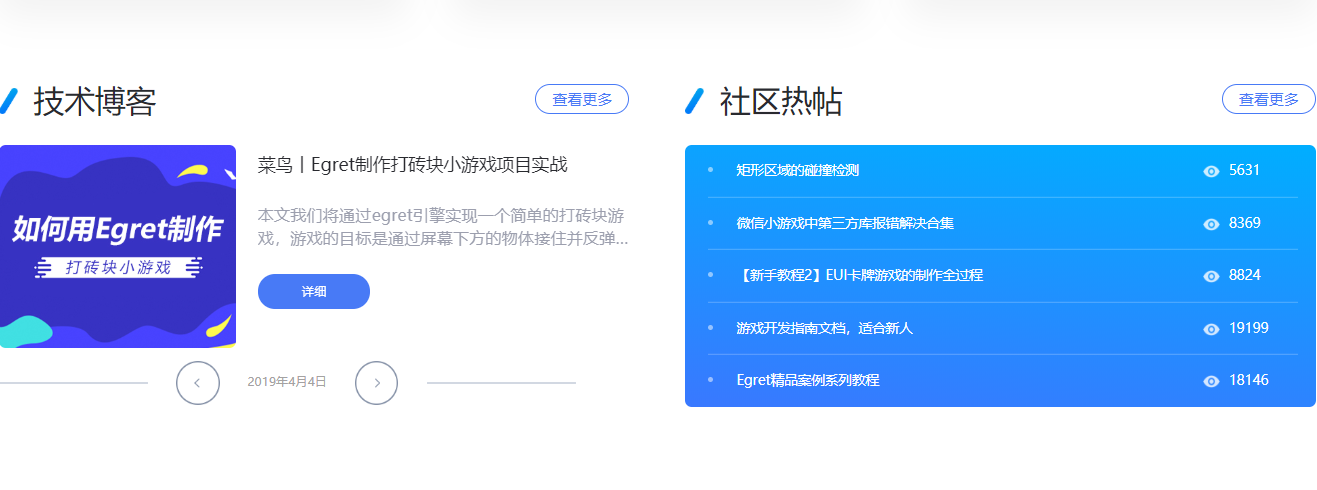 技术博客
查看更多
如何用Egret制作
打砖块小游戏
菜鸟丨Egret制作打砖块小游戏项目实战
本文我们将通过egret引擎实现一个简单的打砖块游
戏，游戏的目标是通过屏幕下方的物体接住并反弹...
详细
2019年4月4日
社区热帖
查看更多
矩形区域的碰撞检测 5631
微信小游戏中第三方库报错解决合集 8369
【新手教程2】EUI卡牌游戏的制作全过程 8824
游戏开发指南文档，适合新人 19199
Egret精品案例系列教程 18146